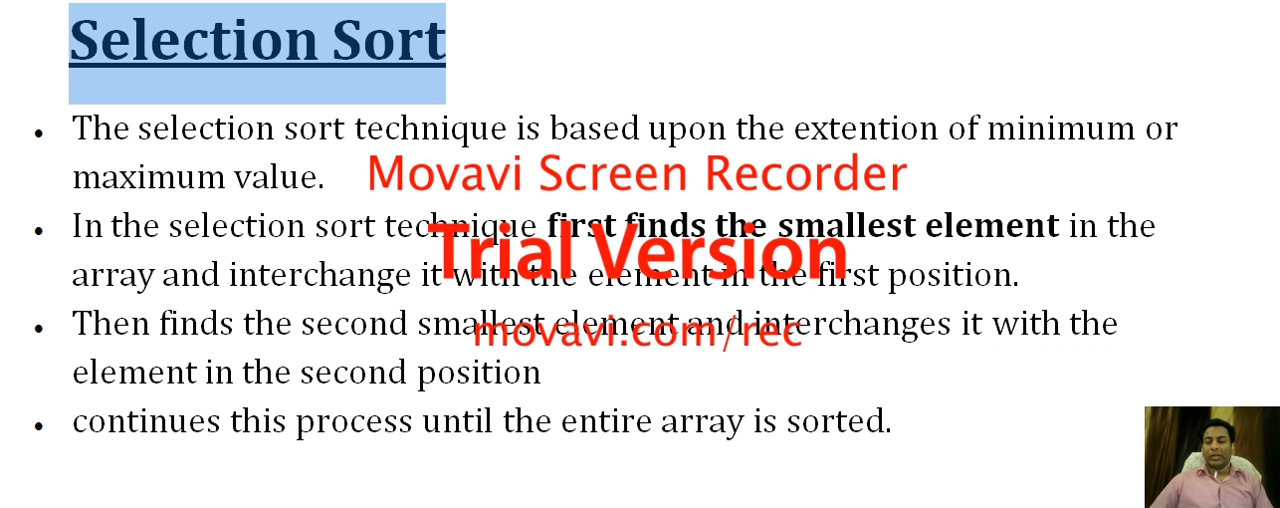 Selection Sort
• The selection sort technique is based upon the extention of minimum or
maximum value.
Movavi Screen Recorder
• In the selection sort technique first finds the smallest element in the
Trial Version
array and interchange it with the element in the first position.
• Then finds the second smallest element and interchanges it with the
movavi.com/rec
element in the second position
• continues this process until the entire array is sorted.